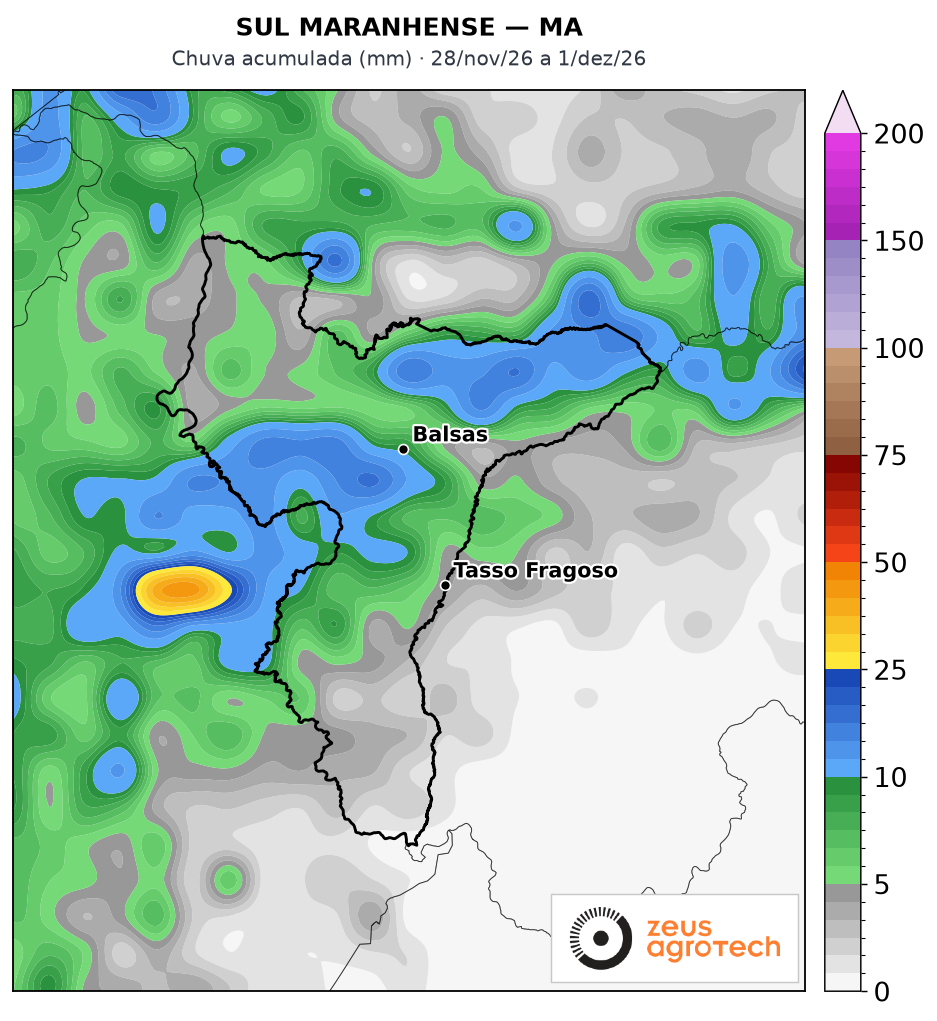 SUL MARANHENSE — MA
Chuva acumulada (mm) · 28/nov/26 a 1/dez/26
200
150
100
75
50
25
10
5
0
Balsas
Tasso Fragoso
zeus
agrotech